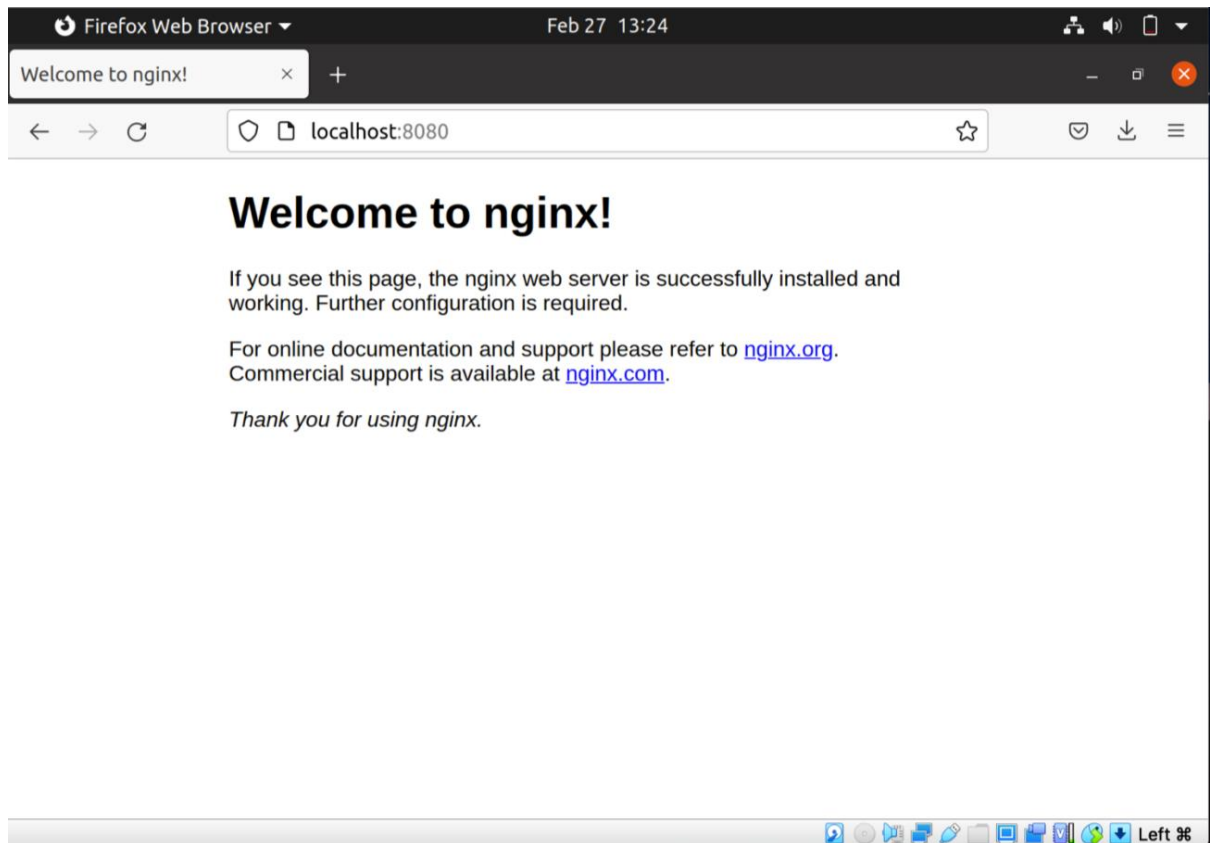 Firefox Web Browser
Feb 27 13:24
Welcome to nginx!
localhost:8080
Welcome to nginx!
If you see this page, the nginx web server is successfully installed and
working. Further configuration is required.
For online documentation and support please refer to nginx.org.
Commercial support is available at nginx.com.
Thank you for using nginx.
Left ⌘